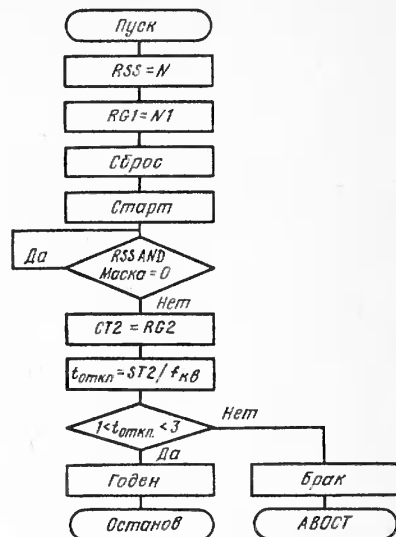 Пуск
RSS=N
RG1=N1
Сброс
Старт
Да
RSS AND
Маска=0
Нет
СТ2=RG2
tоткл=ST2/fкв
1<tоткл.<3
Нет
Да
Годен
Брак
Останов
АВОСТ